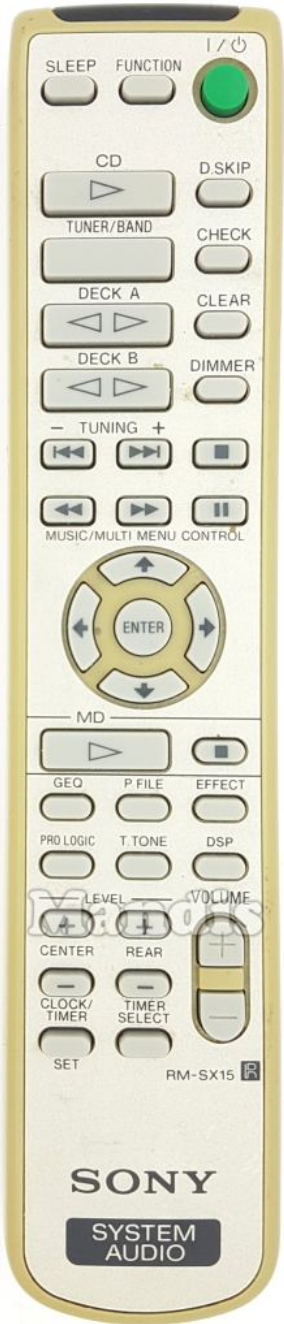 I / ⏻
SLEEP FUNCTION
CD
D.SKIP
TUNER/BAND
CHECK
DECK A
CLEAR
DECK B
DIMMER
– TUNING +
MUSIC/MULTI MENU CONTROL
ENTER
MD
GEQ P FILE EFFECT
PRO LOGIC T.TONE DSP
LEVEL VOLUME
+ + +
Mandis
CENTER REAR
– – –
CLOCK/
TIMER
TIMER
SELECT
SET
RM-SX15 R
SONY
SYSTEM
AUDIO